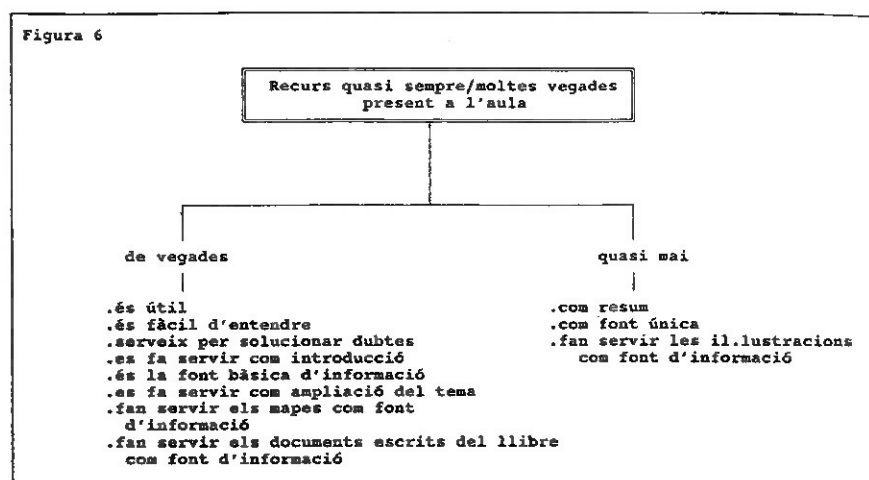 Figura 6
Recurs quasi sempre/moltes vegades
present a l'aula
de vegades
.és útil
.és fàcil d'entendre
.serveix per solucionar dubtes
.es fa servir com introducció
.és la font bàsica d'informació
.es fa servir com ampliació del tema
.fan servir els mapes com font
d'informació
.fan servir els documents escrits del llibre
com font d'informació
quasi mai
.com resum
.com font única
.fan servir les il.lustracions
com font d'informació